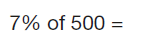 7% of 500 =